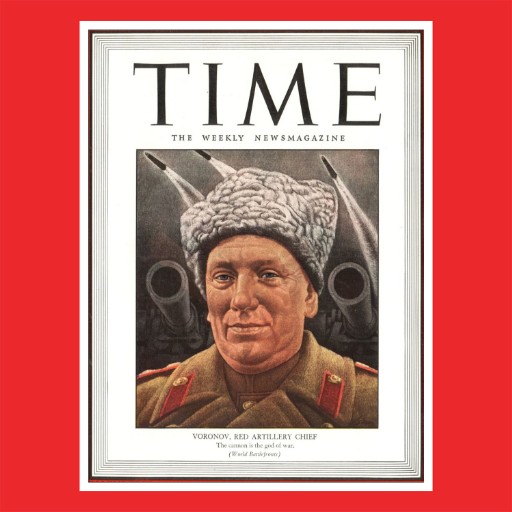 TIME
THE WEEKLY NEWSMAGAZINE
VORONOV, RED ARTILLERY CHIEF
The cannon is the god of war.
(World Battlefronts)